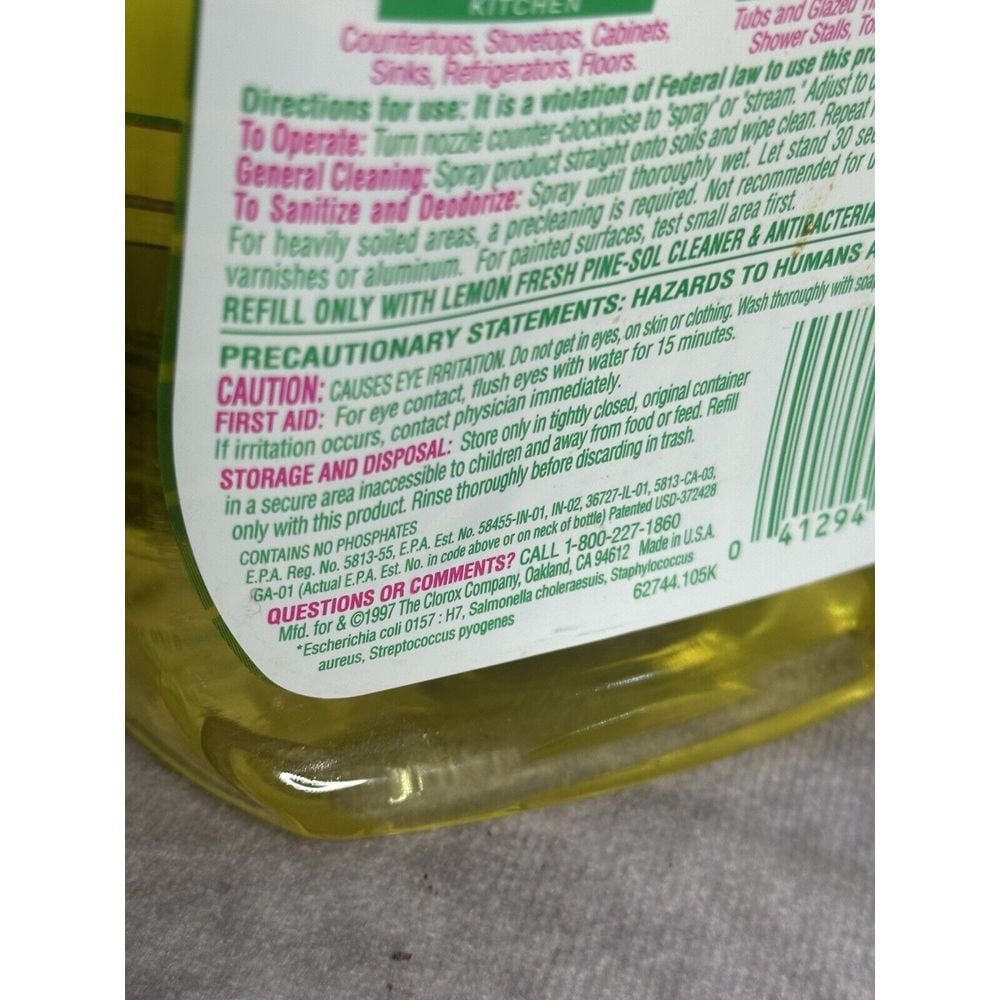 KITCHEN
Countertops, Stovetops, Cabinets,
Sinks, Refrigerators, Floors.
Tubs and Glazed
Shower Stalls,
Directions for use: It is a violation of Federal law to use this
To Operate: Turn nozzle counter-clockwise to "spray" or "stream." Adjust to
General Cleaning: Spray product straight onto soils and wipe clean. Repeat
To Sanitize and Deodorize: Spray until thoroughly wet. Let stand 30
For heavily soiled areas, a precleaning is required. Not recommended for
varnishes or aluminum. For painted surfaces, test small area first.
REFILL ONLY WITH LEMON FRESH PINE-SOL CLEANER & ANTIBACTERIA
PRECAUTIONARY STATEMENTS: HAZARDS TO HUMANS A
CAUTION: CAUSES EYE IRRITATION. Do not get in eyes, on skin or clothing. Wash thoroughly with soap
FIRST AID: For eye contact, flush eyes with water for 15 minutes.
If irritation occurs, contact physician immediately.
STORAGE AND DISPOSAL: Store only in tightly closed, original container
in a secure area inaccessible to children and away from food or feed. Refill
only with this product. Rinse thoroughly before discarding in trash.
CONTAINS NO PHOSPHATES
E.P.A. Reg. No. 5813-55, E.P.A. Est. No. 58455-IN-01, IN-02, 36727-IL-01, 5813-CA-03,
GA-01 (Actual E.P.A. Est. No. in code above or on neck of bottle) Patented USD-372428
QUESTIONS OR COMMENTS? CALL 1-800-227-1860
Mfd. for & ©1997 The Clorox Company, Oakland, CA 94612 Made in U.S.A.
*Escherichia coli 0157 : H7, Salmonella choleraesuis, Staphylococcus
aureus, Streptococcus pyogenes
62744.105K
0 41294